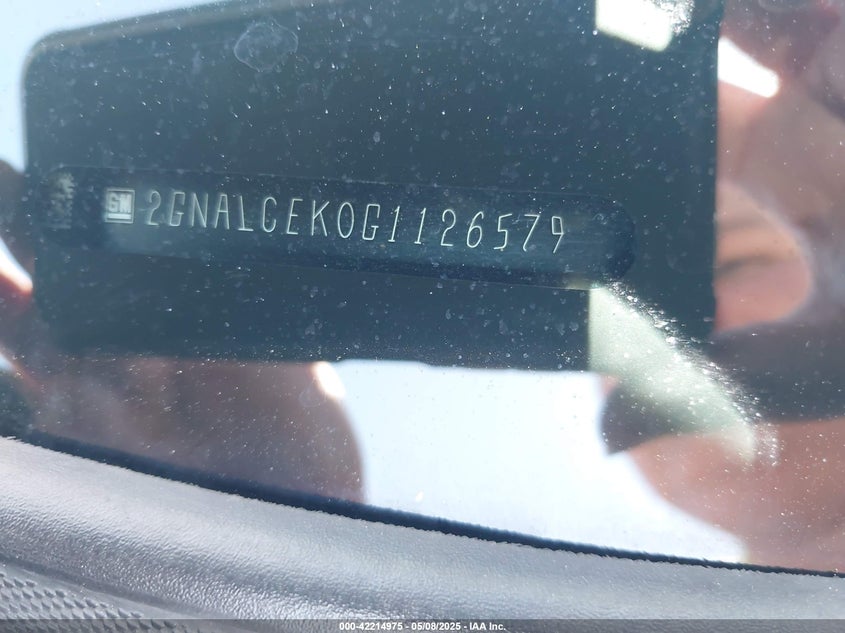 GM 2GNALCEK0G1126579
000-42214975 05/08/2025 - IAA Inc.